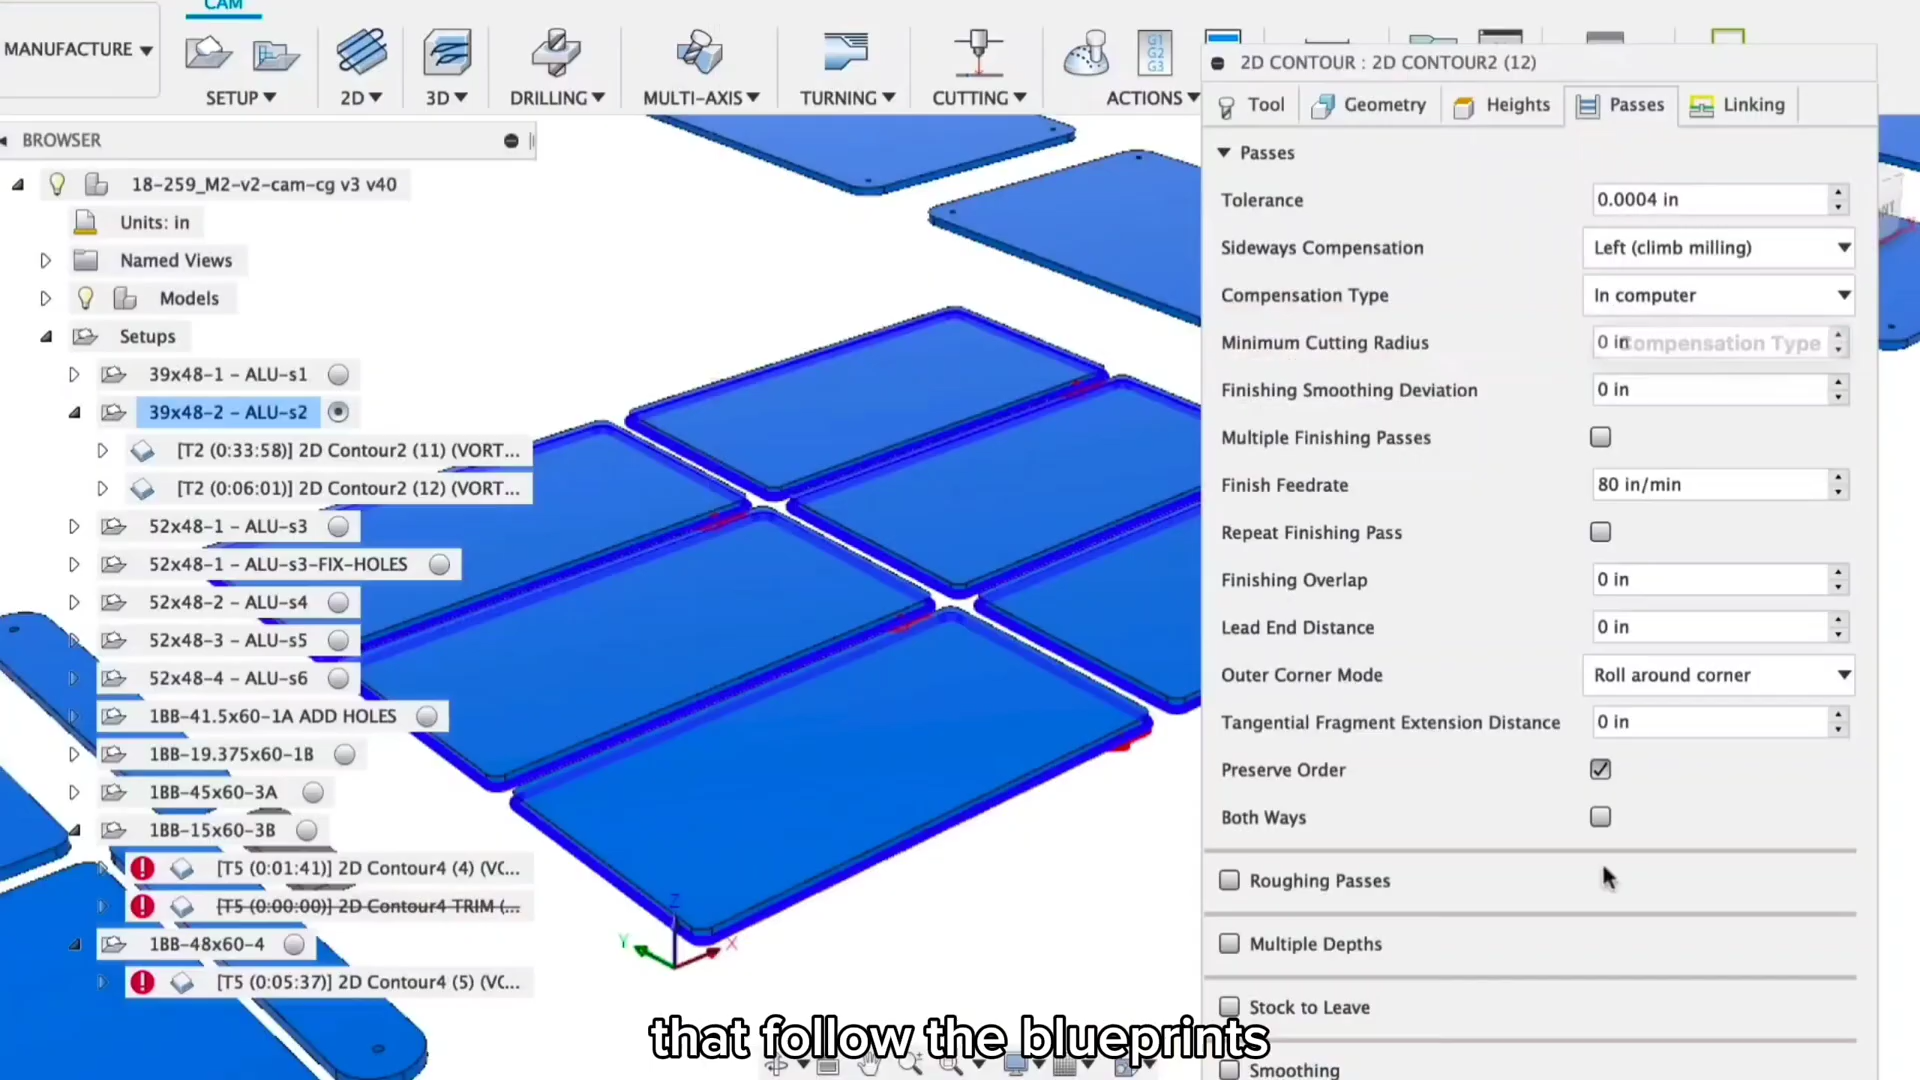 CAM
MANUFACTURE
SETUP
2D
3D
DRILLING
MULTI-AXIS
TURNING
CUTTING
G1
G2
G3
ACTIONS
BROWSER
18-259_M2-v2-cam-cg v3 v40
Units: in
Named Views
Models
Setups
39x48-1 - ALU-s1
39x48-2 - ALU-s2
[T2 (0:33:58)] 2D Contour2 (11) (VORT...
[T2 (0:06:01)] 2D Contour2 (12) (VORT...
52x48-1 - ALU-s3
52x48-1 - ALU-s3-FIX-HOLES
52x48-2 - ALU-s4
52x48-3 - ALU-s5
52x48-4 - ALU-s6
1BB-41.5x60-1A ADD HOLES
1BB-19.375x60-1B
1BB-45x60-3A
1BB-15x60-3B
[T5 (0:01:41)] 2D Contour4 (4) (VC...
[T5 (0:00:00)] 2D Contour4 TRIM (...
1BB-48x60-4
[T5 (0:05:37)] 2D Contour4 (5) (VC...
Z
Y
X
2D CONTOUR : 2D CONTOUR2 (12)
Tool
Geometry
Heights
Passes
Linking
Passes
Tolerance 0.0004 in
Sideways Compensation Left (climb milling)
Compensation Type In computer
Minimum Cutting Radius 0 in Compensation Type
Finishing Smoothing Deviation 0 in
Multiple Finishing Passes
Finish Feedrate 80 in/min
Repeat Finishing Pass
Finishing Overlap 0 in
Lead End Distance 0 in
Outer Corner Mode Roll around corner
Tangential Fragment Extension Distance 0 in
Preserve Order
Both Ways
Roughing Passes
Multiple Depths
Stock to Leave
Smoothing
that follow the blueprints